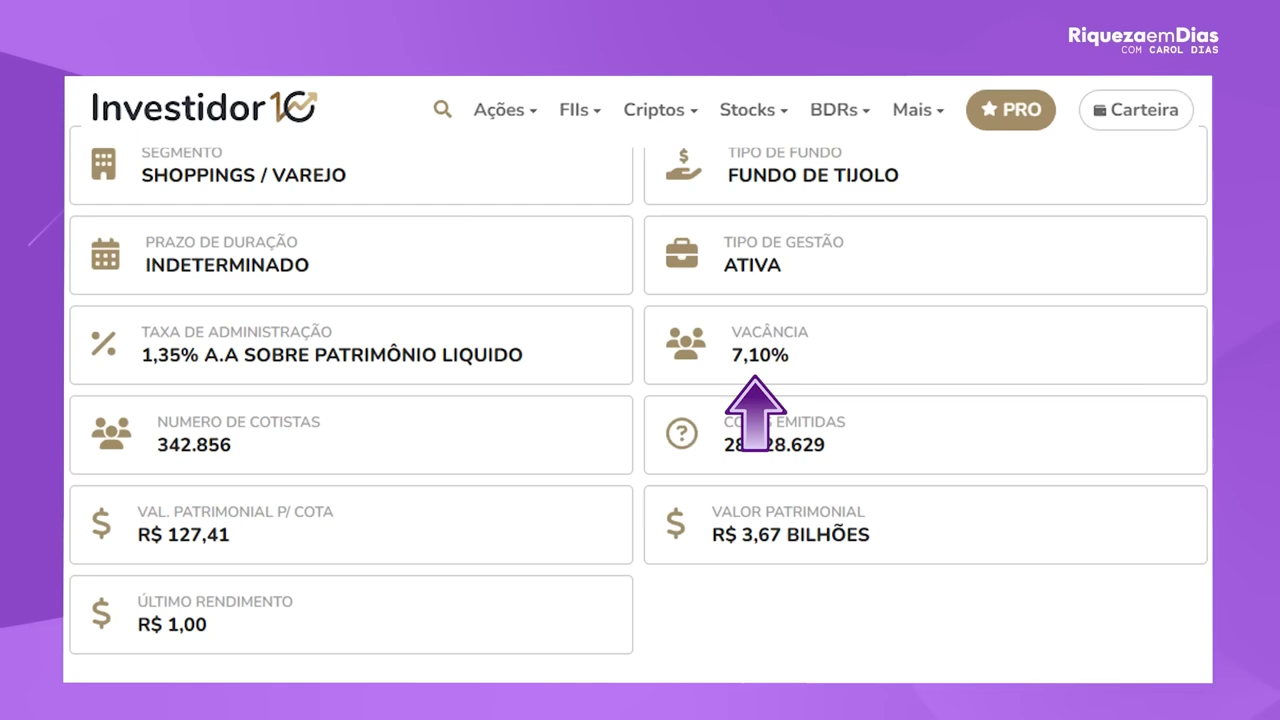 RiquezaemDias
COM CAROL DIAS
Investidor 10
Ações
FIIs
Criptos
Stocks
BDRs
Mais
PRO
Carteira
SEGMENTO
SHOPPINGS / VAREJO
TIPO DE FUNDO
FUNDO DE TIJOLO
PRAZO DE DURAÇÃO
INDETERMINADO
TIPO DE GESTÃO
ATIVA
TAXA DE ADMINISTRAÇÃO
1,35% A.A SOBRE PATRIMÔNIO LIQUIDO
VACÂNCIA
7,10%
NUMERO DE COTISTAS
342.856
EMITIDAS
VAL. PATRIMONIAL P/ COTA
R$ 127,41
VALOR PATRIMONIAL
R$ 3,67 BILHÕES
ÚLTIMO RENDIMENTO
R$ 1,00